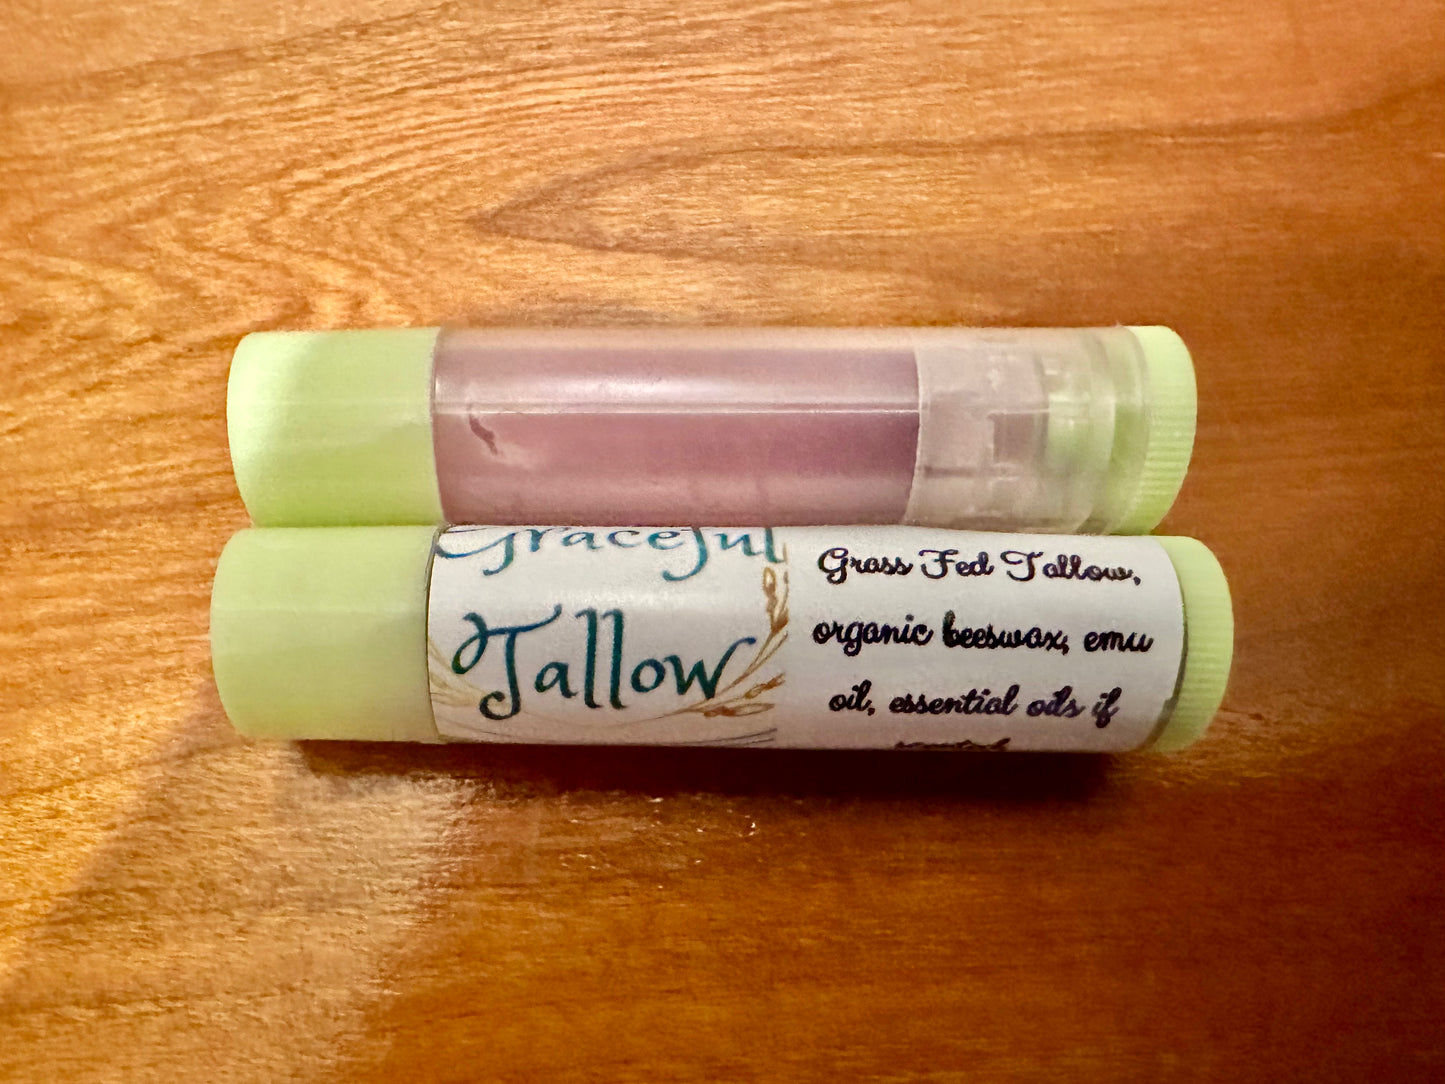 Graceful
Tallow
Grass Fed Tallow,
organic beeswax, emu
oil, essential oils if